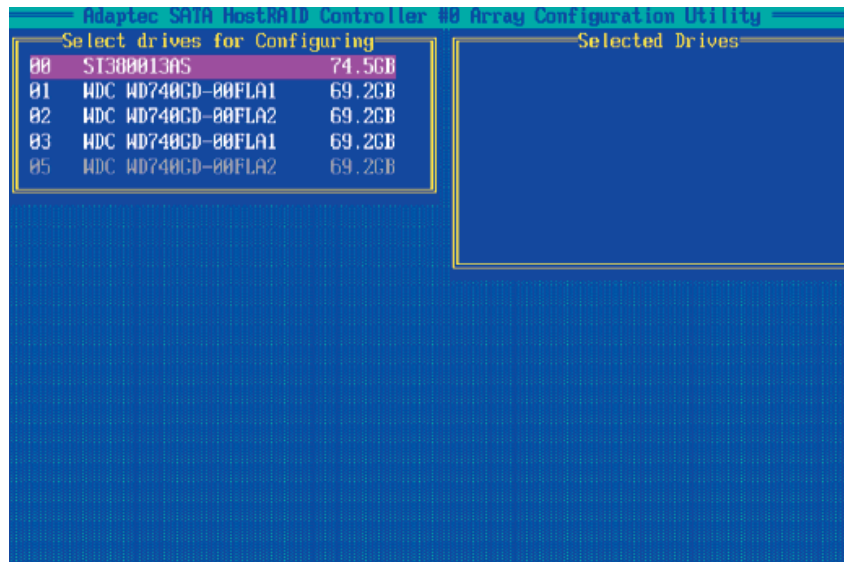 Adaptec SATA HostRAID Controller #0 Array Configuration Utility
Select drives for Configuring
00 ST380013AS 74.5GB
01 WDC WD740GD-00FLA1 69.2GB
02 WDC WD740GD-00FLA2 69.2GB
03 WDC WD740GD-00FLA1 69.2GB
05 WDC WD740GD-00FLA2 69.2GB
Selected Drives